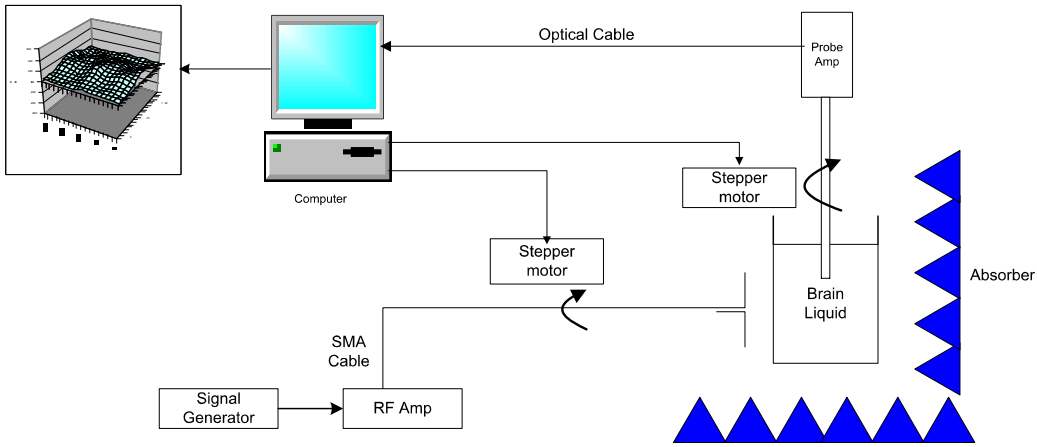 Optical Cable
Probe
Amp
Computer
Stepper
motor
Stepper
motor
Absorber
Brain
Liquid
SMA
Cable
Signal
Generator
RF Amp